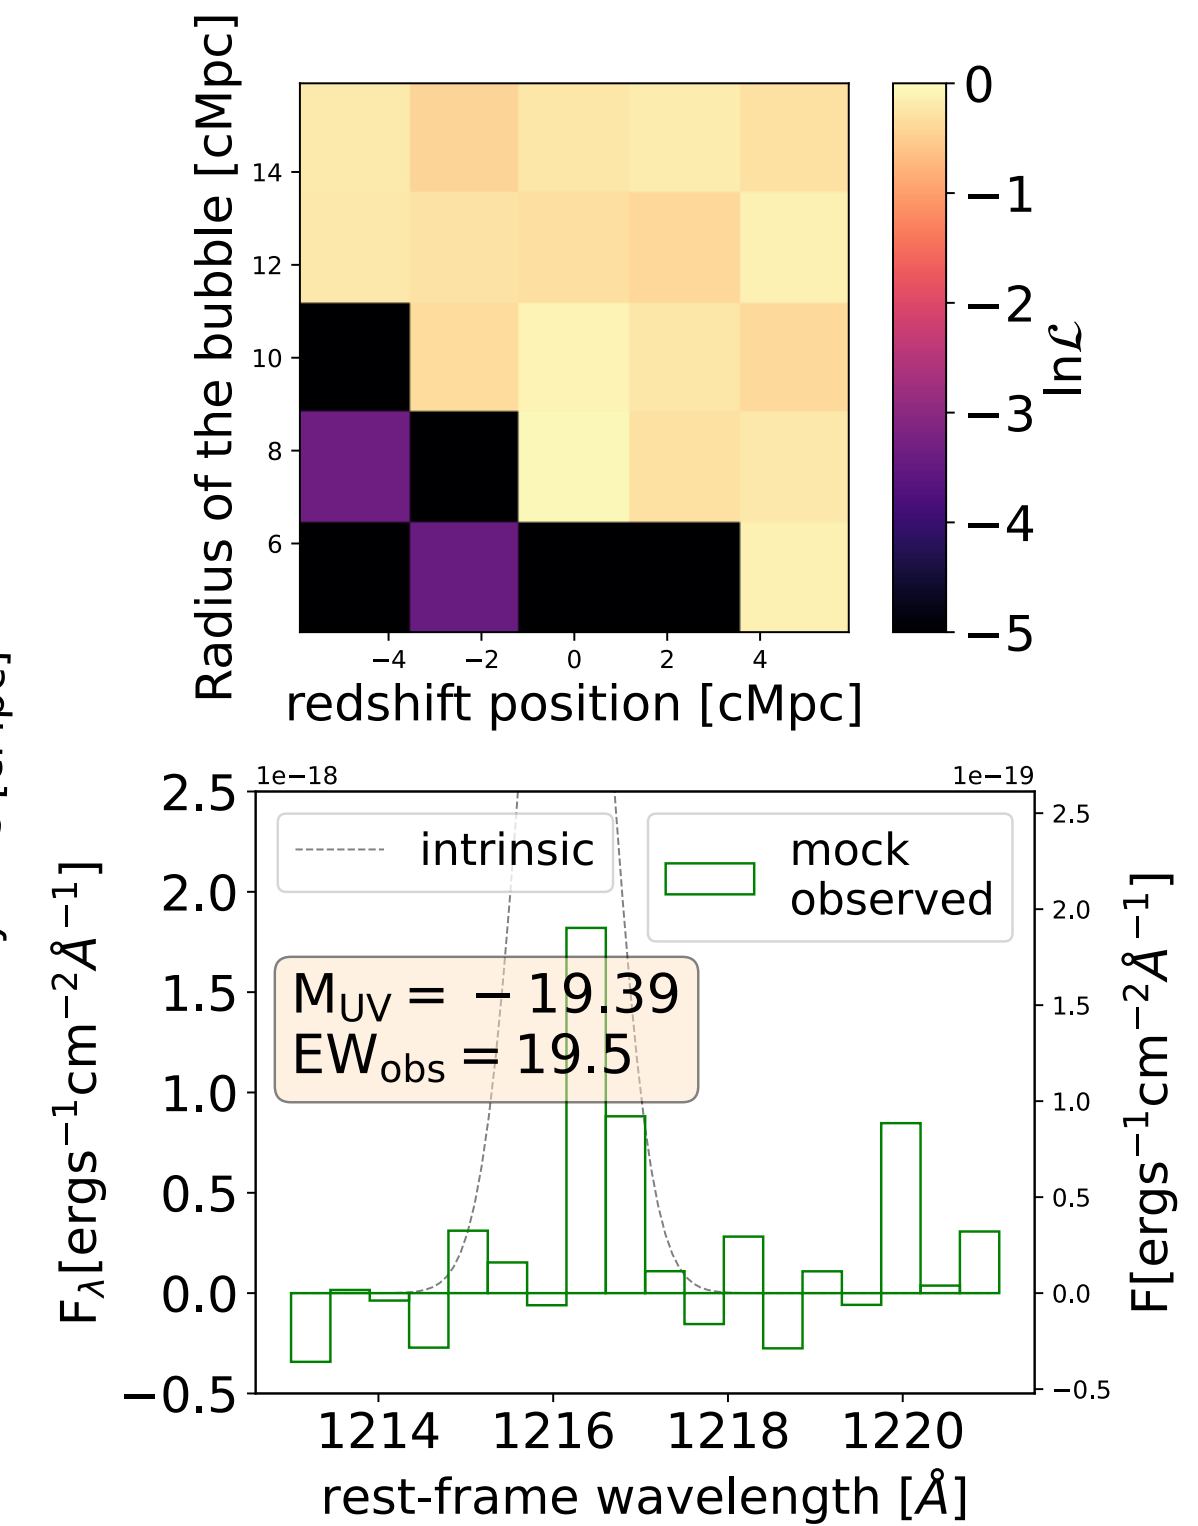 Radius of the bubble [cMpc]
14
12
10
8
6
−4 −2 0 2 4
redshift position [cMpc]
0
−1
−2
−3
−4
−5
lnℒ
1e−18
1e−19
2.5
2.0
1.5
1.0
0.5
0.0
−0.5
F_λ[ergs⁻¹cm⁻²Å⁻¹]
intrinsic
mock
observed
M_UV = −19.39
EW_obs = 19.5
2.5
2.0
1.5
1.0
0.5
0.0
−0.5
F[ergs⁻¹cm⁻²Å⁻¹]
1214 1216 1218 1220
rest-frame wavelength [Å]